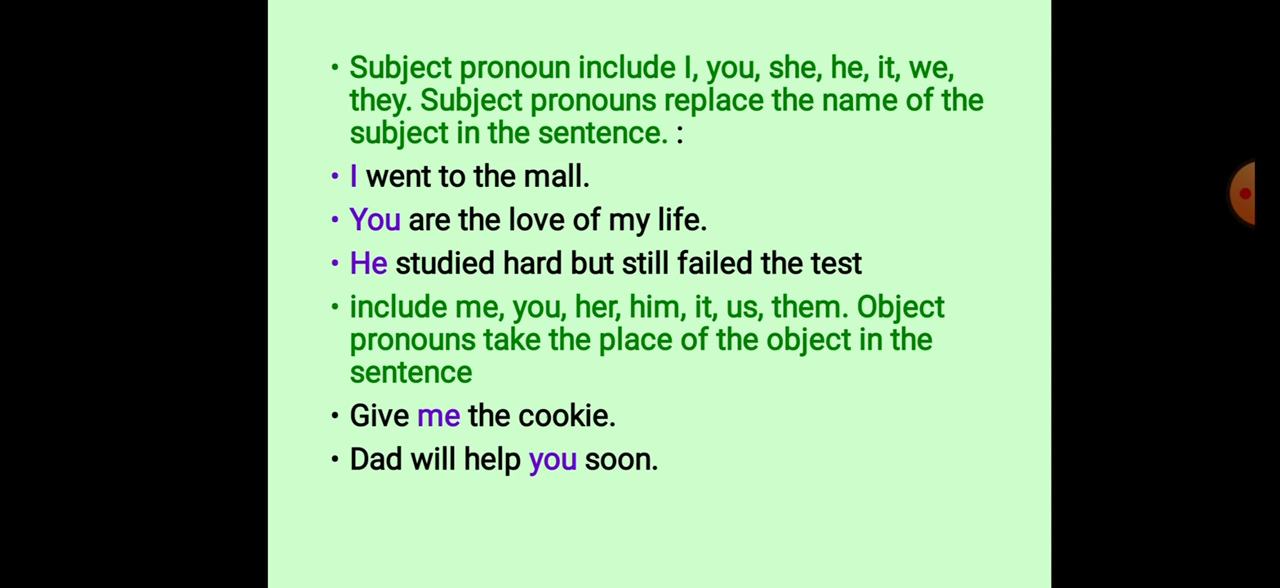 • Subject pronoun include I, you, she, he, it, we,
they. Subject pronouns replace the name of the
subject in the sentence. :
• I went to the mall.
• You are the love of my life.
• He studied hard but still failed the test
• include me, you, her, him, it, us, them. Object
pronouns take the place of the object in the
sentence
• Give me the cookie.
• Dad will help you soon.